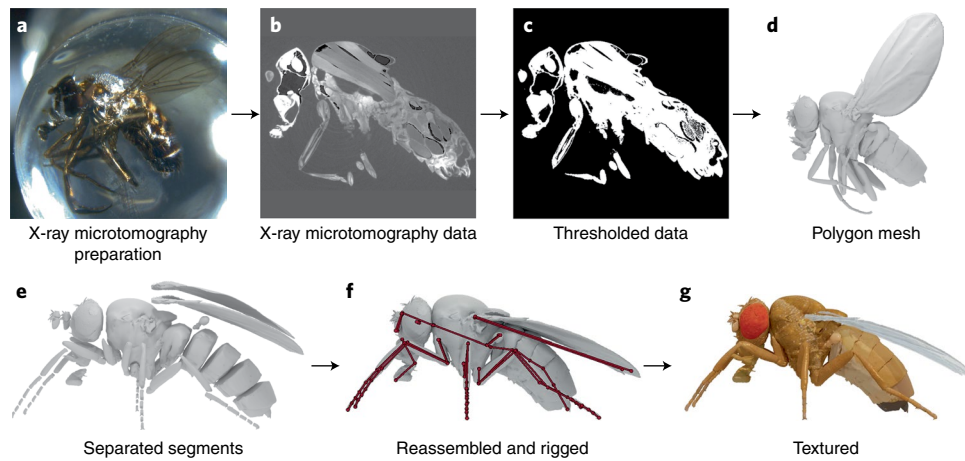 a
b
c
d
X-ray microtomography
preparation
X-ray microtomography data
Thresholded data
Polygon mesh
e
f
g
Separated segments
Reassembled and rigged
Textured